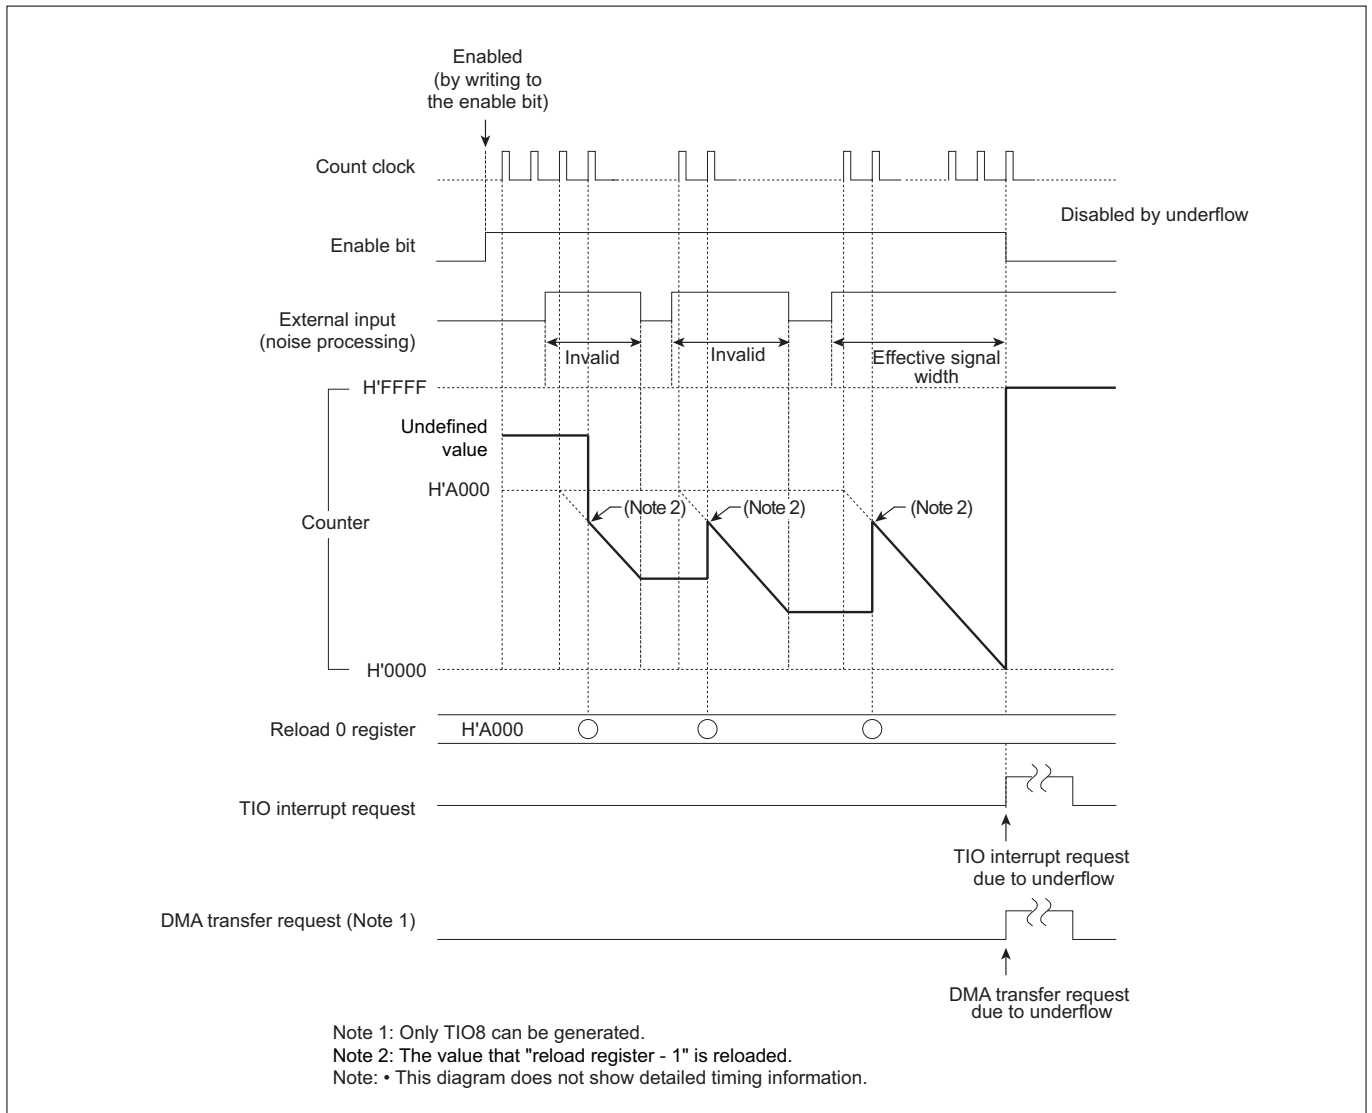 Enabled
(by writing to
the enable bit)
Count clock
Disabled by underflow
Enable bit
External input
(noise processing)
Invalid
Invalid
Effective signal
width
H'FFFF
Undefined
value
H'A000
(Note 2)
(Note 2)
(Note 2)
Counter
H'0000
Reload 0 register
H'A000
TIO interrupt request
TIO interrupt request
due to underflow
DMA transfer request (Note 1)
DMA transfer request
due to underflow
Note 1: Only TIO8 can be generated.
Note 2: The value that "reload register - 1" is reloaded.
Note: • This diagram does not show detailed timing information.